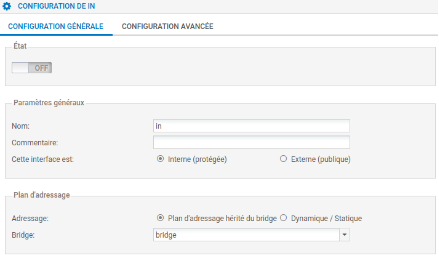 CONFIGURATION DE IN
CONFIGURATION GÉNÉRALE CONFIGURATION AVANCÉE
État
OFF
Paramètres généraux
Nom: in
Commentaire:
Cette interface est: Interne (protégée) Externe (publique)
Plan d'adressage
Adressage: Plan d'adressage hérité du bridge Dynamique / Statique
Bridge: bridge